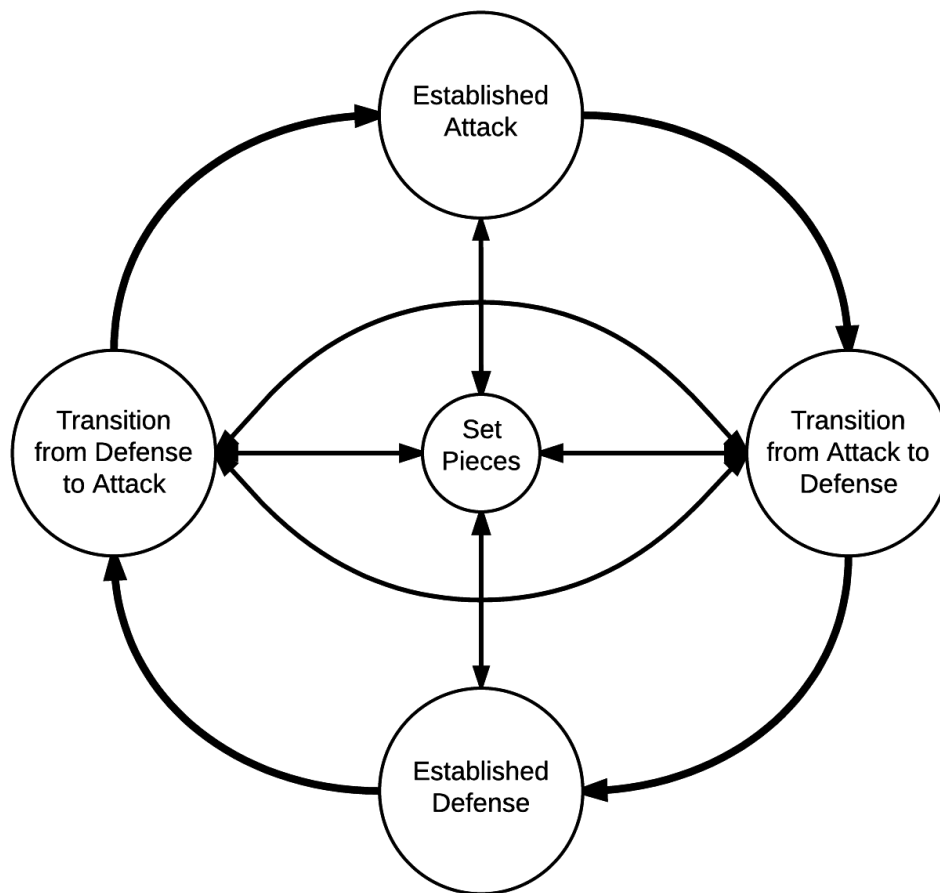 Established
Attack
Transition
from Defense
to Attack
Set
Pieces
Transition
from Attack to
Defense
Established
Defense